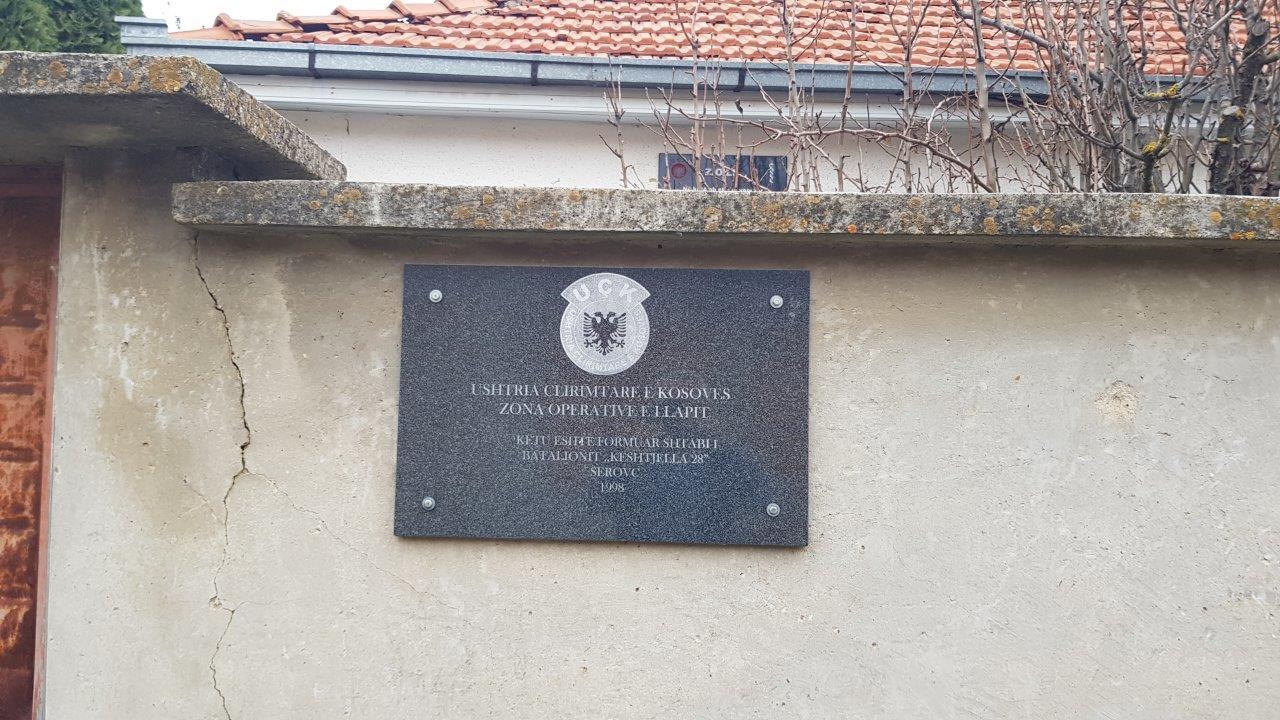 UÇK
USHTRIA CLIRIMTARE E KOSOVES
ZONA OPERATIVE E LLAPIT
KETU ESHTE FORMUAR SHTABI I
BATALIONIT „KESHTJELLA 28”
SEROVC
1998